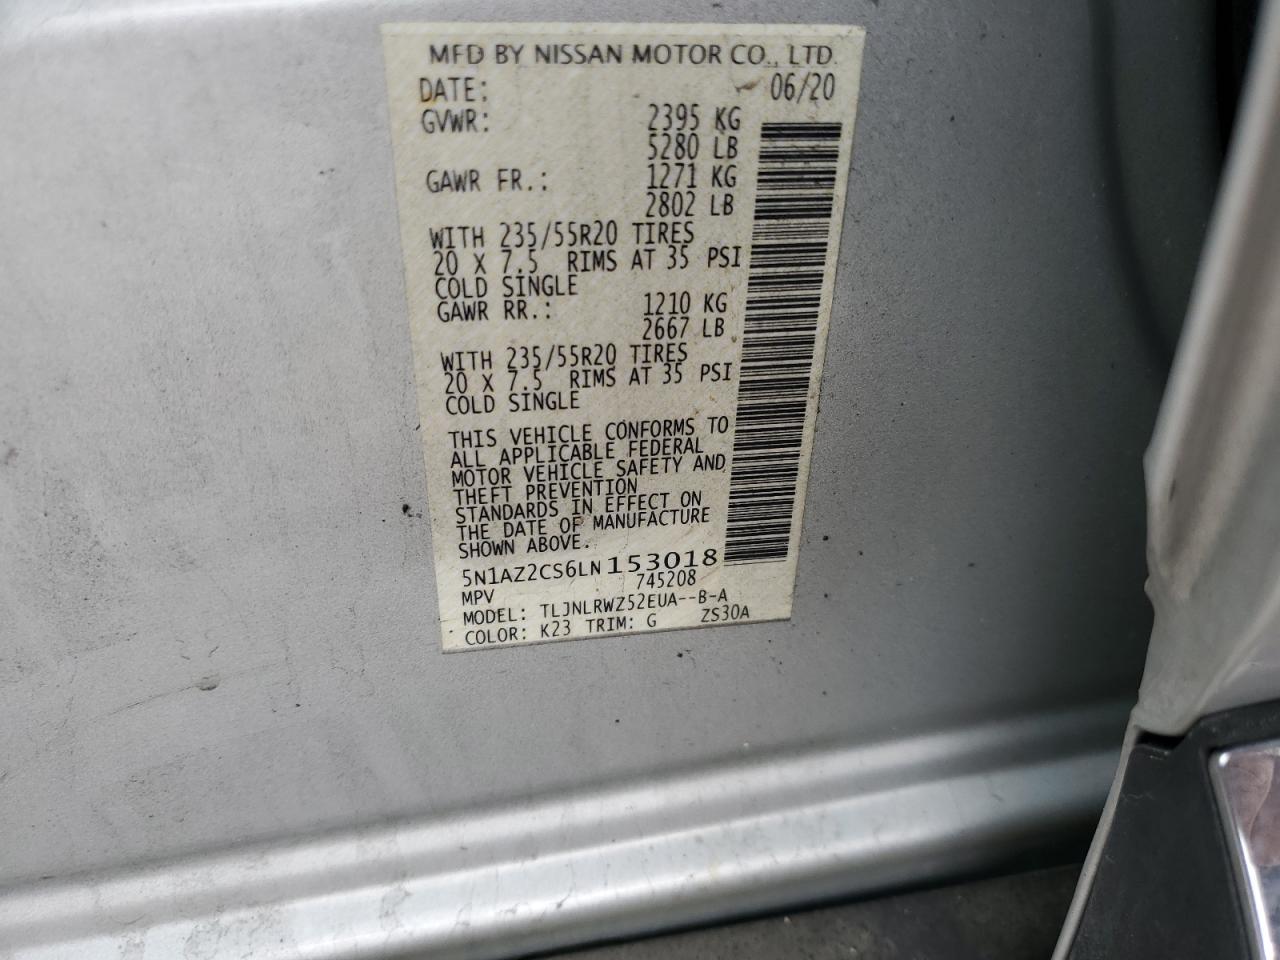 MFD BY NISSAN MOTOR CO., LTD.
DATE: 06/20
GVWR: 2395 KG
5280 LB
GAWR FR.: 1271 KG
2802 LB
WITH 235/55R20 TIRES
20 X 7.5 RIMS AT 35 PSI
COLD SINGLE
GAWR RR.: 1210 KG
2667 LB
WITH 235/55R20 TIRES
20 X 7.5 RIMS AT 35 PSI
COLD SINGLE
THIS VEHICLE CONFORMS TO
ALL APPLICABLE FEDERAL
MOTOR VEHICLE SAFETY AND
THEFT PREVENTION
STANDARDS IN EFFECT ON
THE DATE OF MANUFACTURE
SHOWN ABOVE.
5N1AZ2CS6LN153018
MPV 745208
MODEL: TLJNLRWZ52EUA--B-A
COLOR: K23 TRIM: G ZS30A